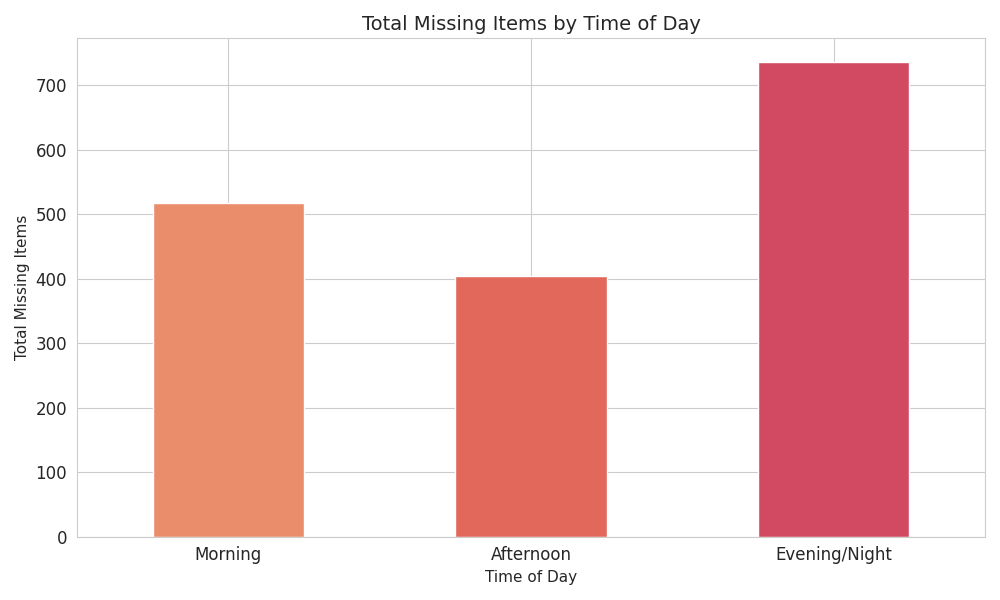 Total Missing Items by Time of Day
Total Missing Items
700
600
500
400
300
200
100
0
Morning
Afternoon
Evening/Night
Time of Day